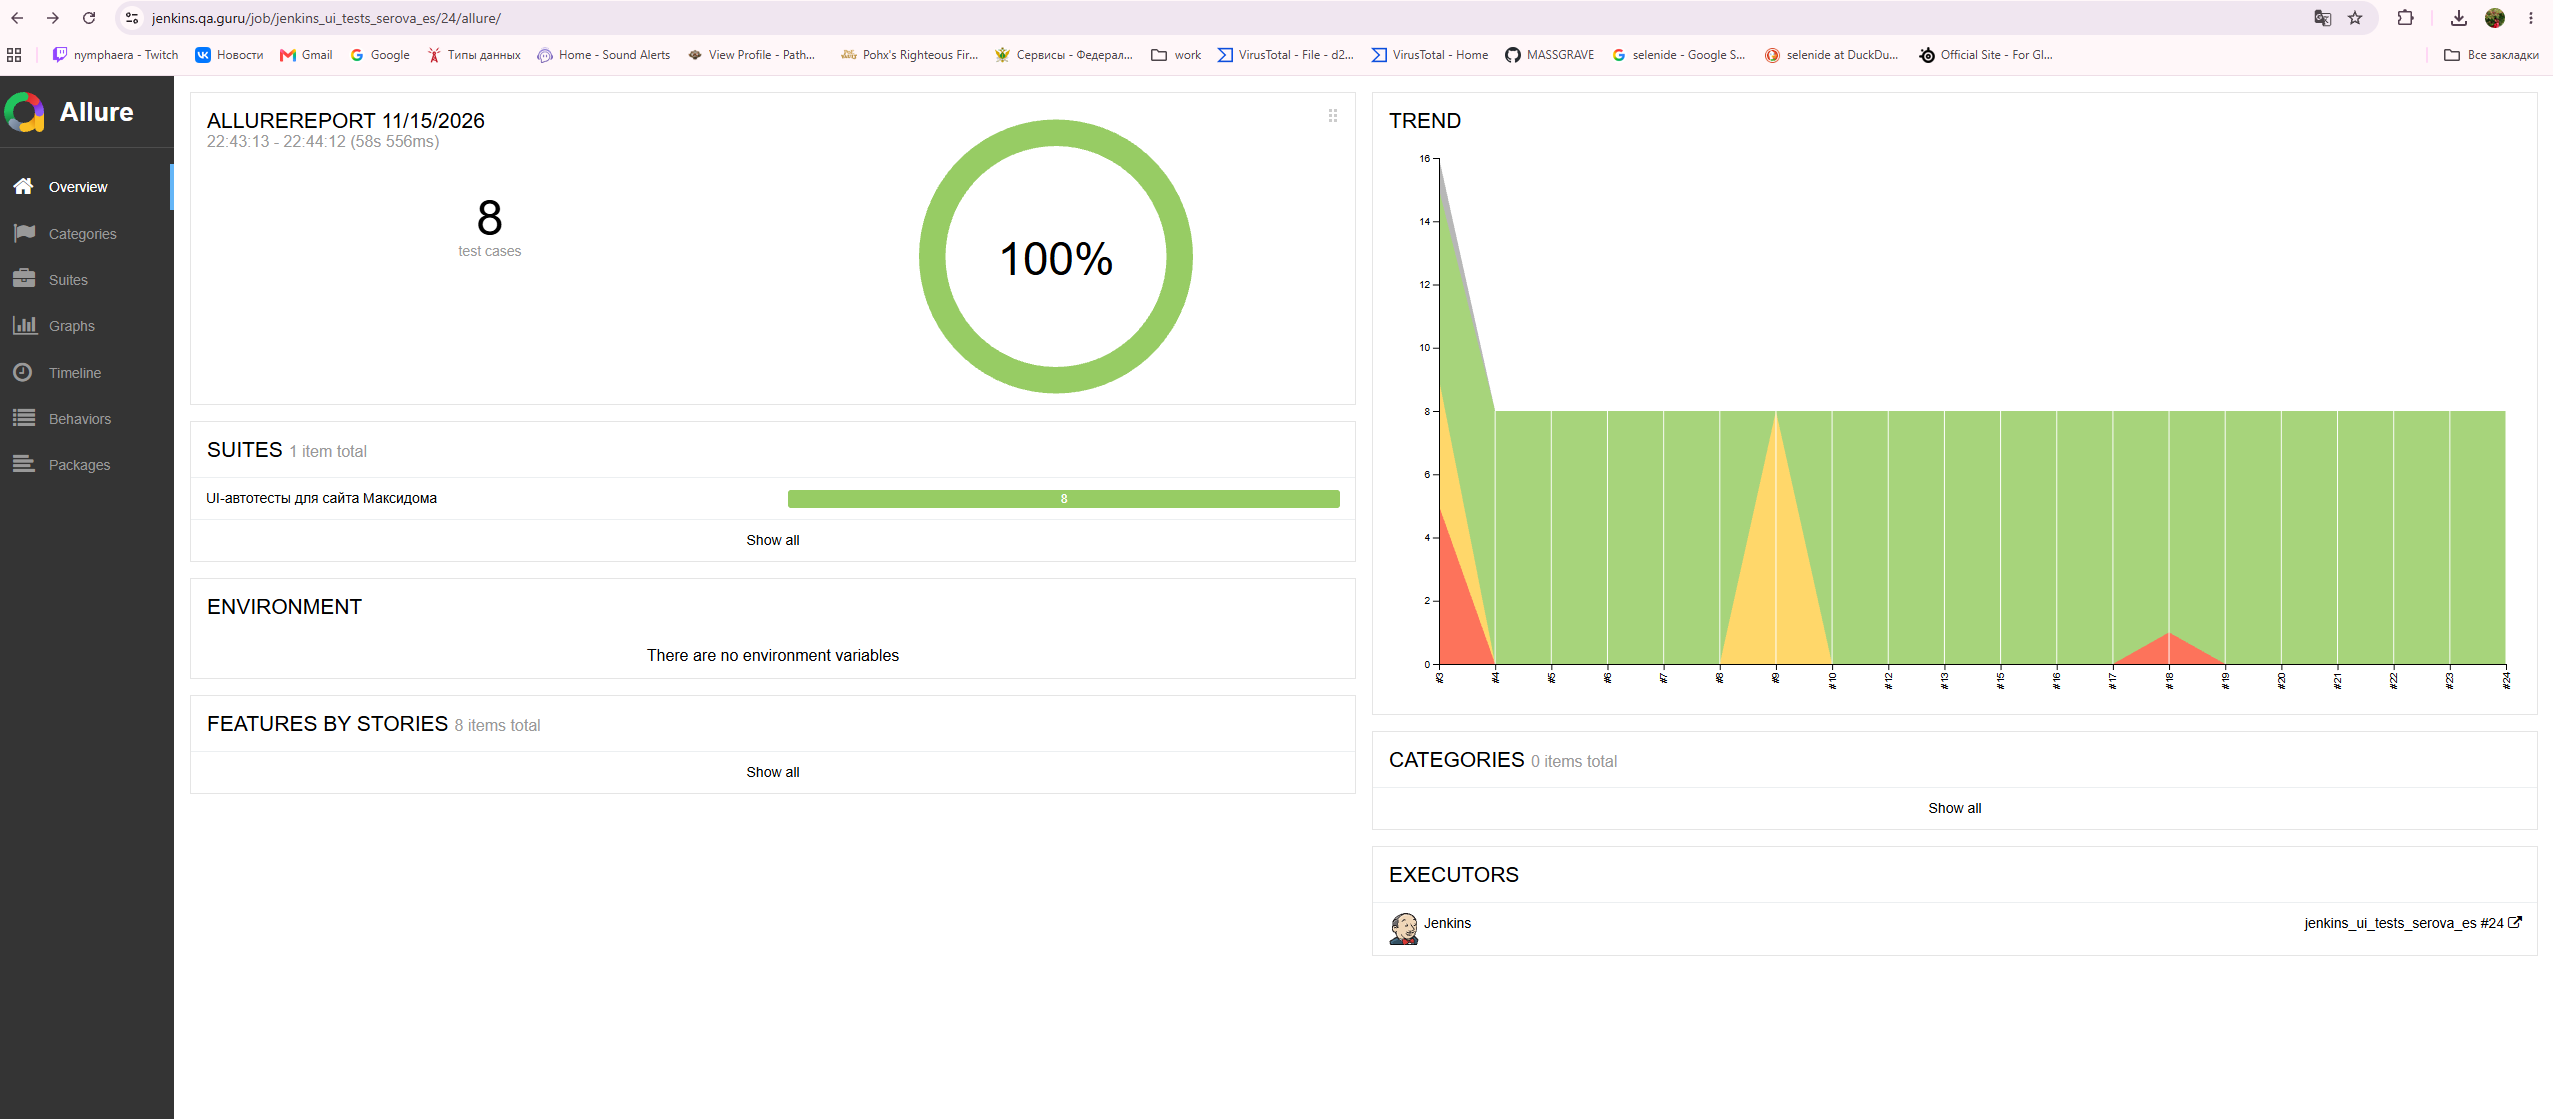 jenkins.qa.guru/job/jenkins_ui_tests_serova_es/24/allure/
nymphaera - Twitch
Новости
Gmail
Google
Типы данных
Home - Sound Alerts
View Profile - Path...
Pohx's Righteous Fir...
Сервисы - Федерал...
work
VirusTotal - File - d2...
VirusTotal - Home
MASSGRAVE
selenide - Google S...
selenide at DuckDu...
Official Site - For Gl...
Все закладки
Allure
Overview
Categories
Suites
Graphs
Timeline
Behaviors
Packages
ALLUREREPORT 11/15/2026
22:43:13 - 22:44:12 (58s 556ms)
8
test cases
100%
SUITES 1 item total
UI-автотесты для сайта Максидома
8
Show all
ENVIRONMENT
There are no environment variables
FEATURES BY STORIES 8 items total
Show all
TREND
16
14
12
10
8
6
4
2
0
#3
#4
#5
#6
#7
#8
#9
#10
#12
#13
#15
#16
#17
#18
#19
#20
#21
#22
#23
#24
CATEGORIES 0 items total
Show all
EXECUTORS
Jenkins
jenkins_ui_tests_serova_es #24